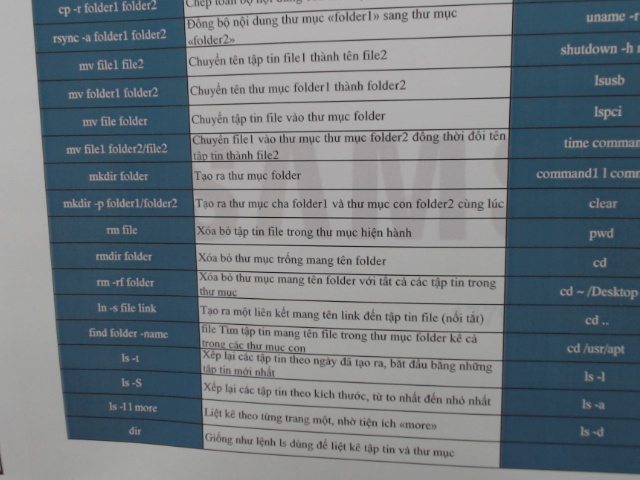 cp -r folder1 folder2
rsync -a folder1 folder2
Đồng bộ nội dung thư mục «folder1» sang thư mục
«folder2»
uname -r
mv file1 file2
Chuyển tên tập tin file1 thành tên file2
shutdown -h
mv folder1 folder2
Chuyển tên thư mục folder1 thành folder2
lsusb
mv file folder
Chuyển tập tin file vào thư mục folder
lspci
mv file1 folder2/file2
Chuyển file1 vào thư mục thư mục folder2 đồng thời đổi tên
tập tin thành file2
time comman
mkdir folder
Tạo ra thư mục folder
command1 l comm
mkdir -p folder1/folder2
Tạo ra thư mục cha folder1 và thư mục con folder2 cùng lúc
clear
rm file
Xóa bỏ tập tin file trong thư mục hiện hành
pwd
rmdir folder
Xóa bỏ thư mục trống mang tên folder
cd
rm -rf folder
Xóa bỏ thư mục mang tên folder với tất cả các tập tin trong
thư mục
cd ~ /Desktop
ln -s file link
Tạo ra một liên kết mang tên link đến tập tin file (nối tắt)
cd ..
find folder -name
file Tìm tập tin mang tên file trong thư mục folder kể cả
trong các thư mục con
cd /usr/apt
ls -t
Xếp lại các tập tin theo ngày đã tạo ra, bắt đầu bằng những
tập tin mới nhất
ls -l
ls -S
Xếp lại các tập tin theo kích thước, từ to nhất đến nhỏ nhất
ls -a
ls -l l more
Liệt kê theo từng trang một, nhờ tiện ích «more»
ls -d
dir
Giống như lệnh ls dùng để liệt kê tập tin và thư mục